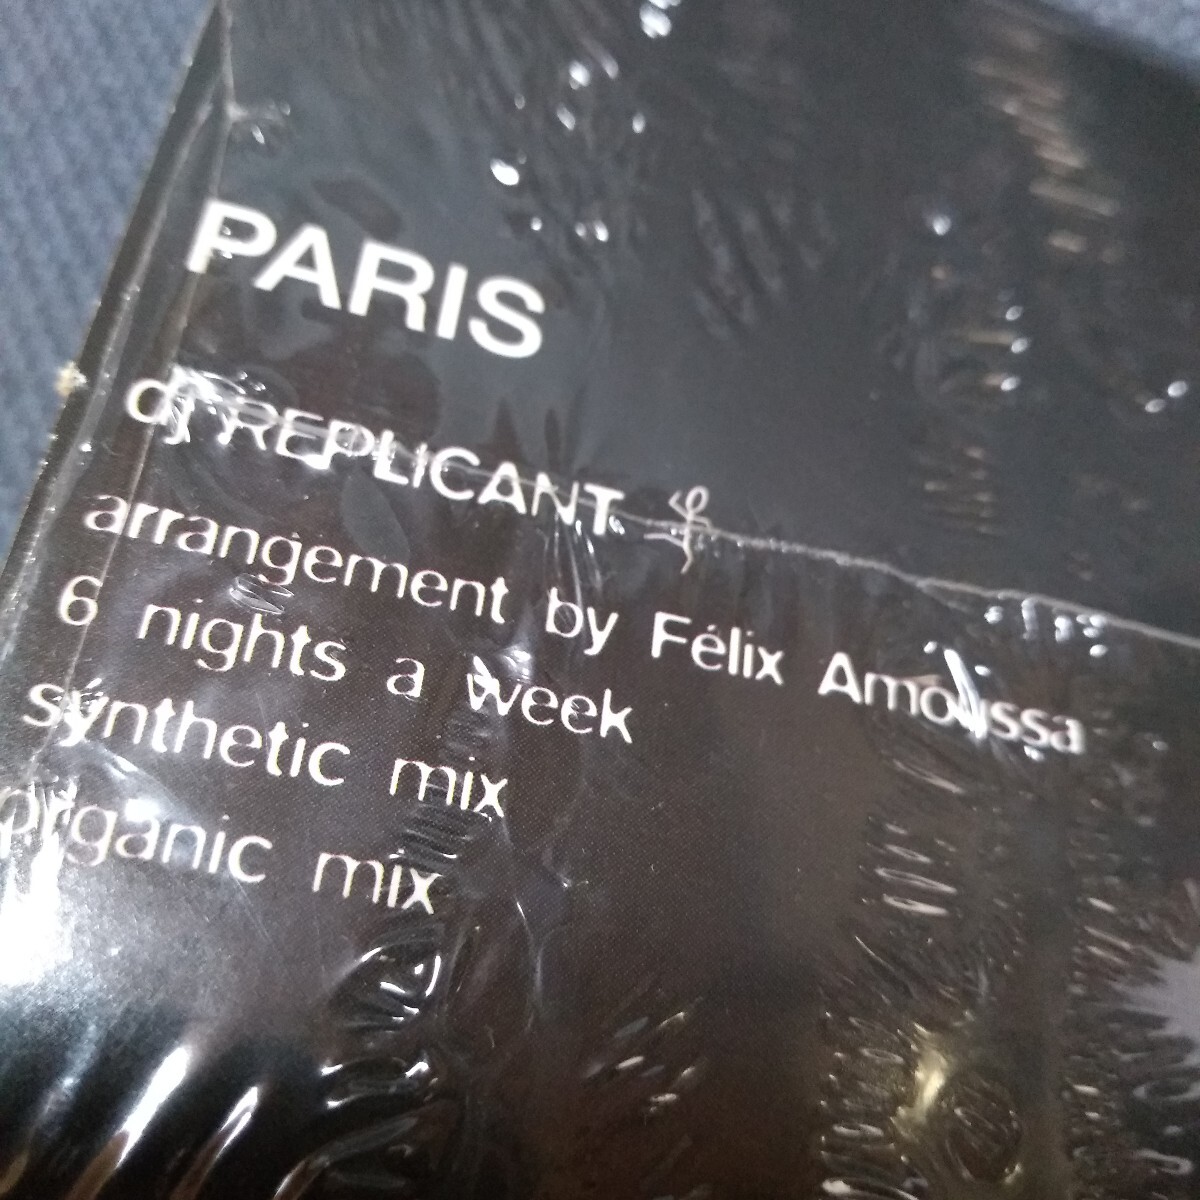 PARIS
dj REPLICANT
arrangement by Félix Amoussa
6 nights a week
synthetic mix
organic mix